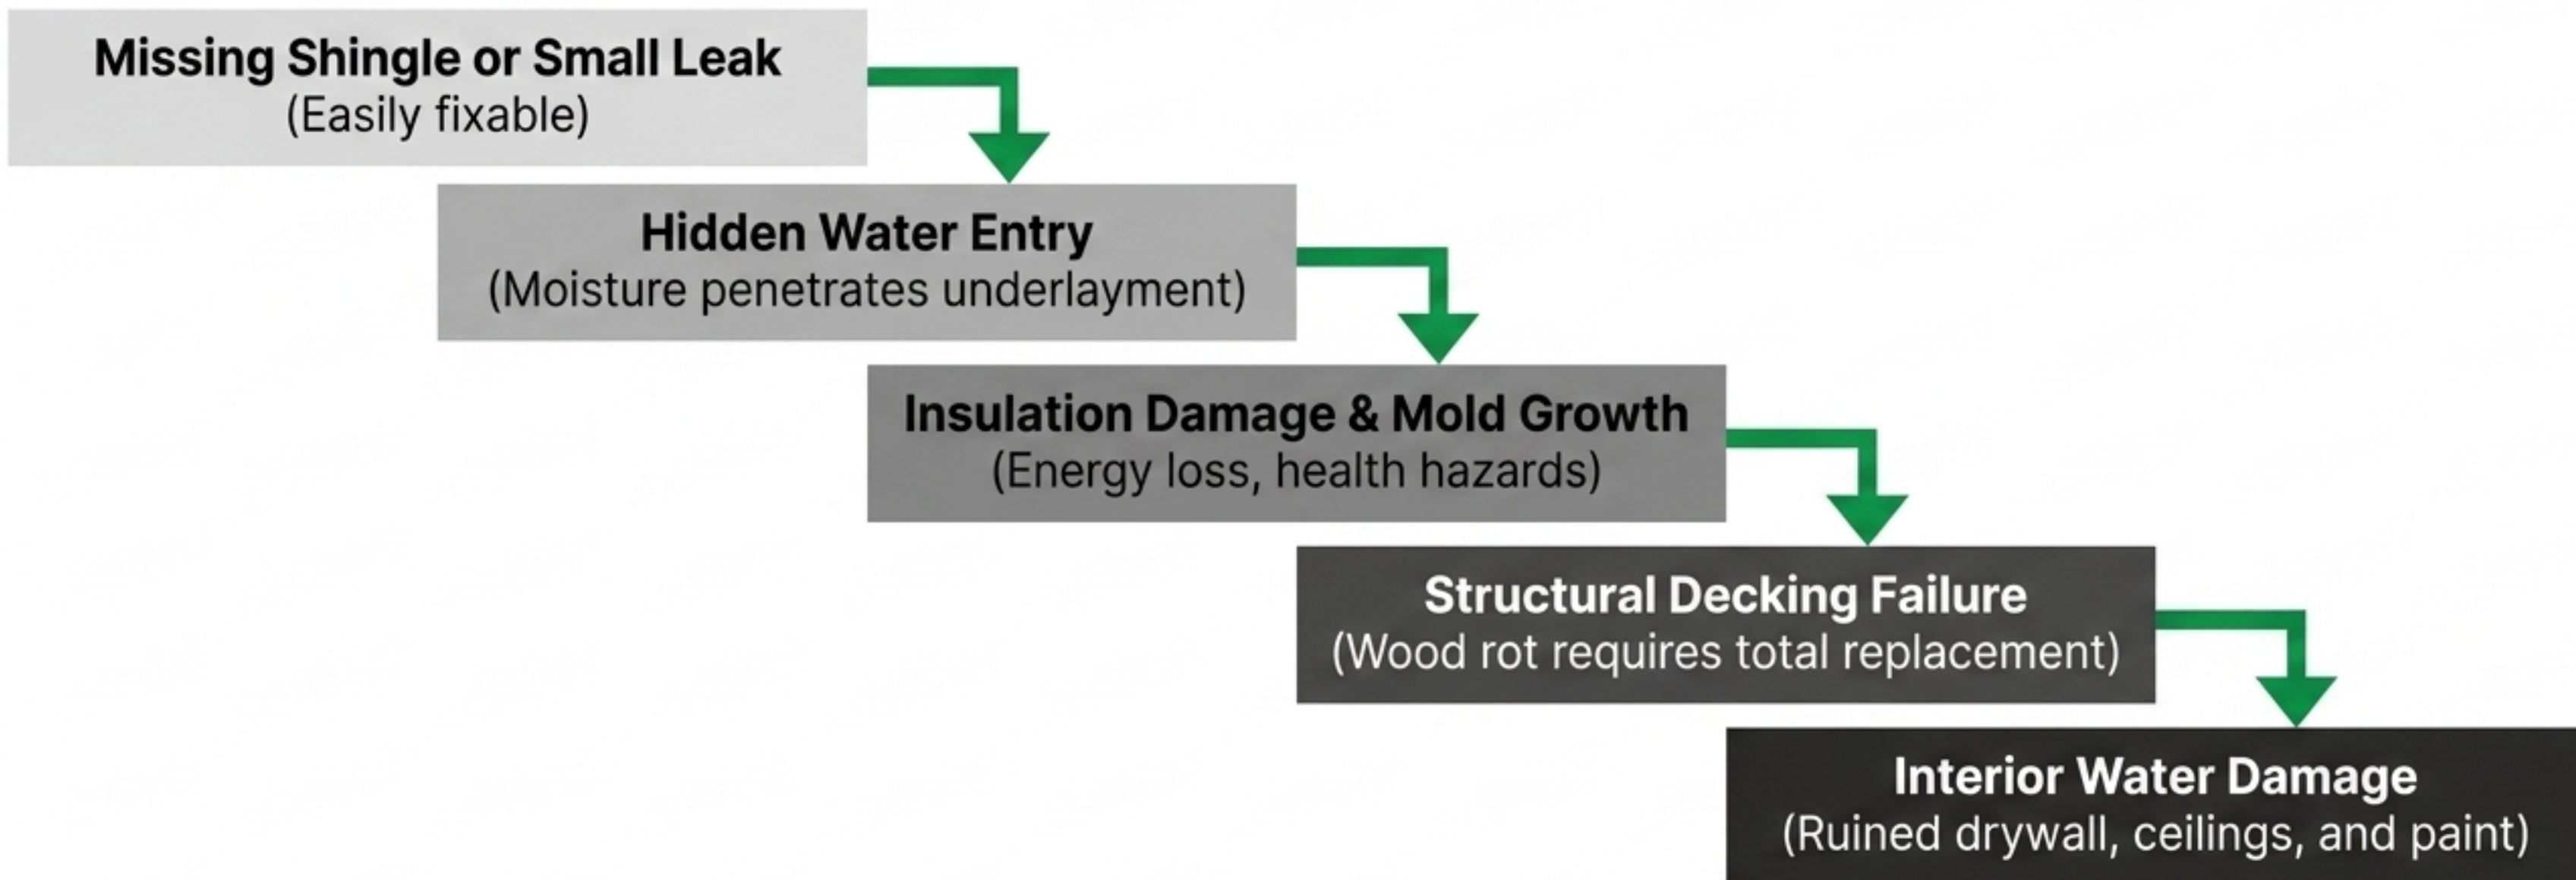 Missing Shingle or Small Leak
(Easily fixable)
Hidden Water Entry
(Moisture penetrates underlayment)
Insulation Damage & Mold Growth
(Energy loss, health hazards)
Structural Decking Failure
(Wood rot requires total replacement)
Interior Water Damage
(Ruined drywall, ceilings, and paint)